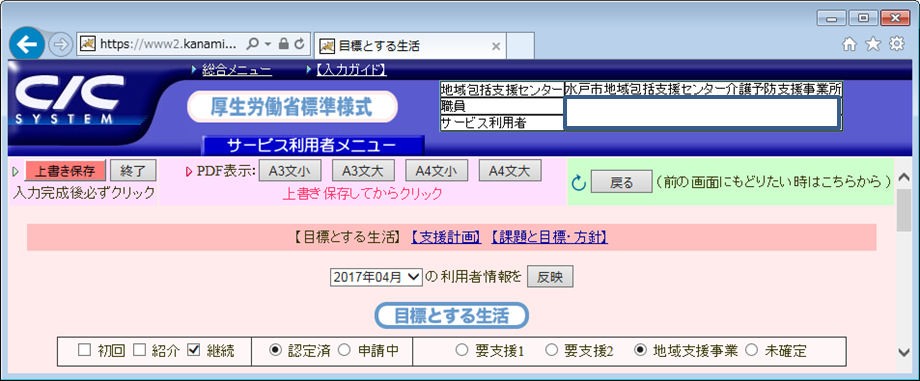 https://www2.kanami... 目標とする生活
総合メニュー 【入力ガイド】
CIC
SYSTEM
厚生労働省標準様式
地域包括支援センター 水戸市地域包括支援センター介護予防支援事業所
職員
サービス利用者
サービス利用者メニュー
上書き保存 終了 PDF表示: A3文小 A3文大 A4文小 A4文大 戻る (前の画面にもどりたい時はこちらから)
入力完成後必ずクリック 上書き保存してからクリック
【目標とする生活】 【支援計画】 【課題と目標・方針】
2017年04月 の利用者情報を 反映
目標とする生活
初回 紹介 継続 認定済 申請中 要支援1 要支援2 地域支援事業 未確定